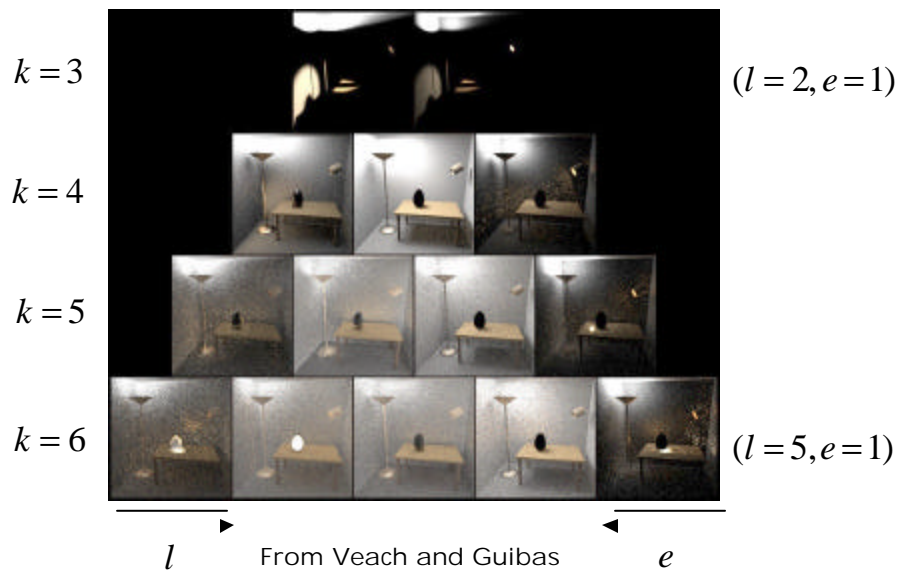 k = 3
(l = 2, e = 1)
k = 4
k = 5
k = 6
(l = 5, e = 1)
l
From Veach and Guibas
e